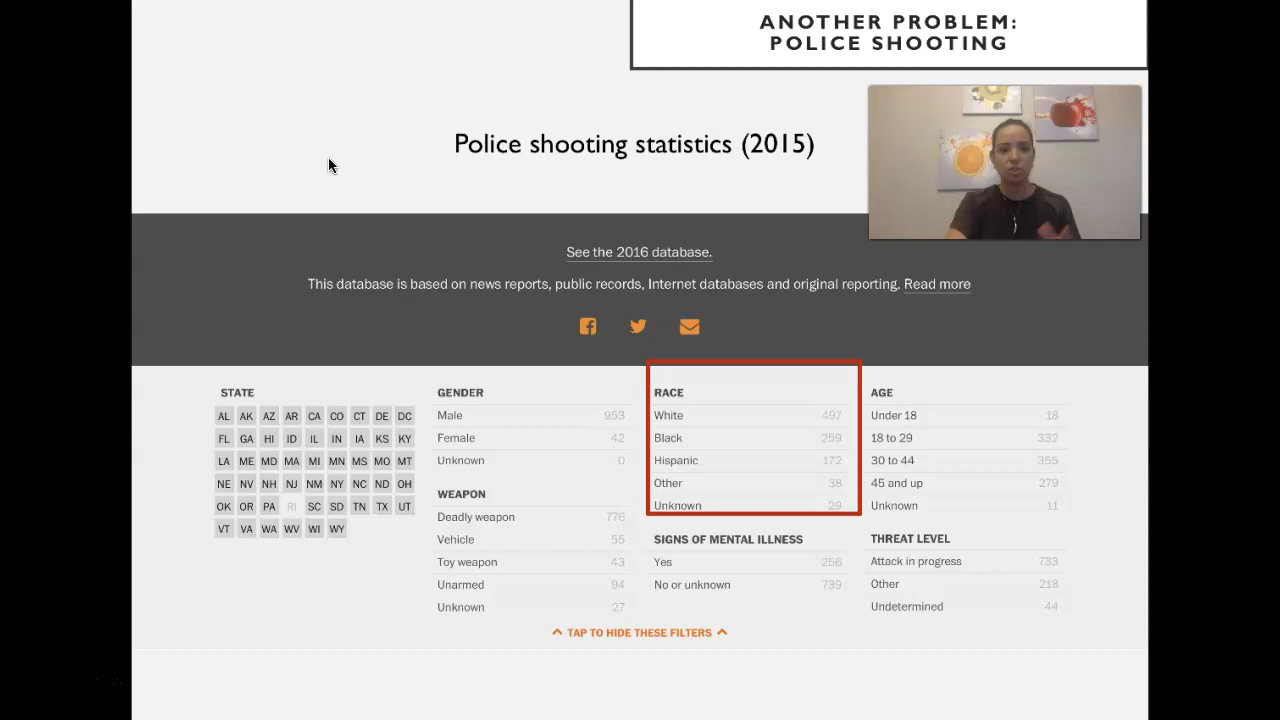 ANOTHER PROBLEM:
POLICE SHOOTING
Police shooting statistics (2015)
See the 2016 database.
This database is based on news reports, public records, Internet databases and original reporting. Read more
STATE
AL AK AZ AR CA CO CT DE DC
FL GA HI ID IL IN IA KS KY
LA ME MD MA MI MN MS MO MT
NE NV NH NJ NM NY NC ND OH
OK OR PA RI SC SD TN TX UT
VT VA WA WV WI WY
GENDER
Male 953
Female 42
Unknown 0
WEAPON
Deadly weapon 776
Vehicle 55
Toy weapon 43
Unarmed 94
Unknown 27
RACE
White 497
Black 259
Hispanic 172
Other 38
Unknown 29
SIGNS OF MENTAL ILLNESS
Yes 256
No or unknown 739
AGE
Under 18 18
18 to 29 332
30 to 44 355
45 and up 279
Unknown 11
THREAT LEVEL
Attack in progress 733
Other 218
Undetermined 44
TAP TO HIDE THESE FILTERS